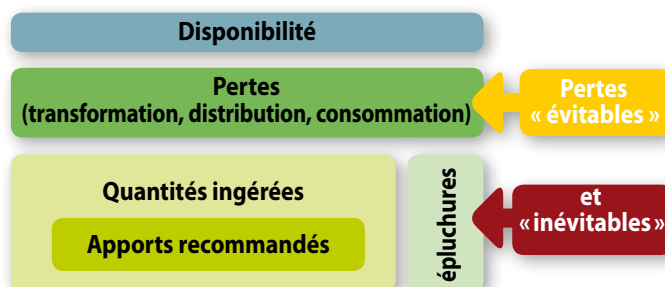 Disponibilité
Pertes
(transformation, distribution, consommation)
Pertes
« évitables »
Quantités ingérées
Apports recommandés
épluchures
et
« inévitables »